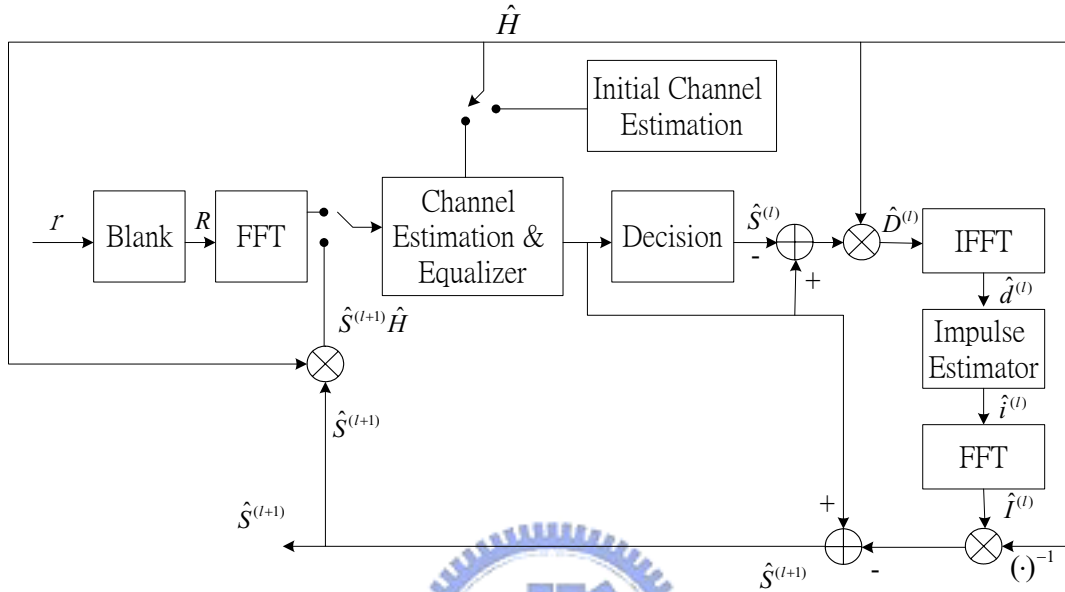 Ĥ
Initial Channel
Estimation
r
Blank
R
FFT
Channel
Estimation &
Equalizer
Decision
Ŝ^(l)
-
+
D̂^(l)
IFFT
d̂^(l)
Impulse
Estimator
î^(l)
FFT
Î^(l)
Ŝ^(l+1) Ĥ
Ŝ^(l+1)
Ŝ^(l+1)
+
-
Ŝ^(l+1)
(·)^-1